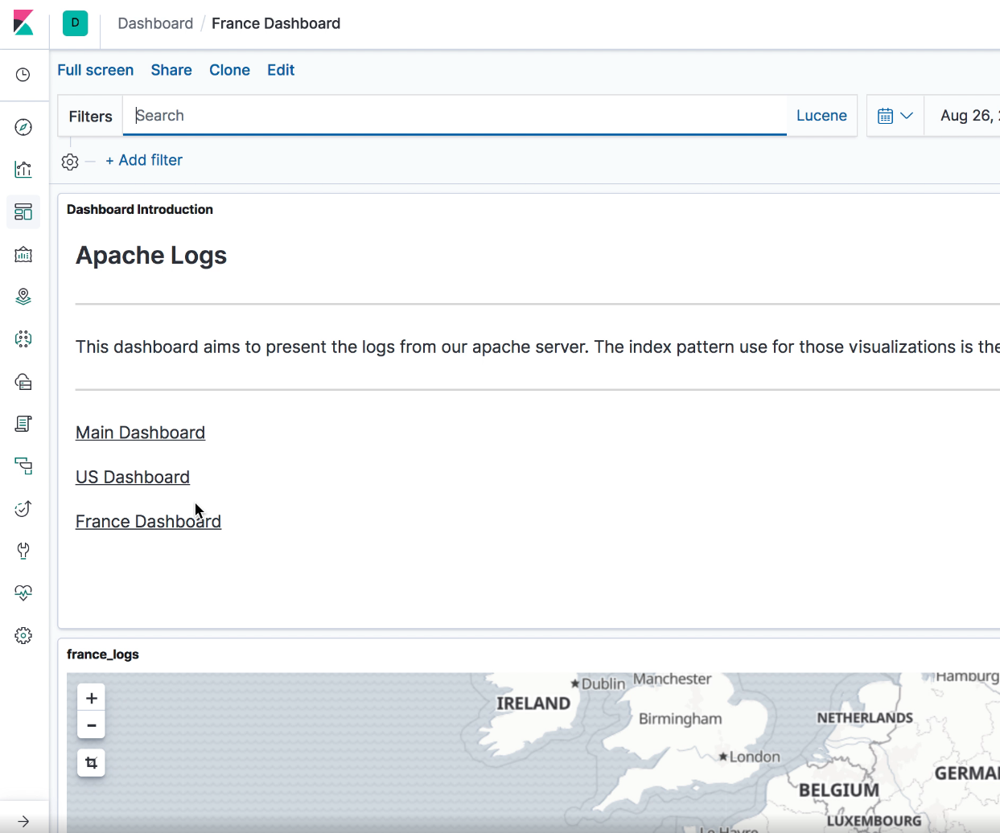 D Dashboard / France Dashboard
Full screen Share Clone Edit
Filters Search Lucene Aug 26,
+ Add filter
Dashboard Introduction
Apache Logs
This dashboard aims to present the logs from our apache server. The index pattern use for those visualizations is the
Main Dashboard
US Dashboard
France Dashboard
france_logs
+
−
Dublin Manchester Hamburg
IRELAND
Birmingham NETHERLANDS
London
GERMA
BELGIUM
LUXEMBOURG
Le Havre